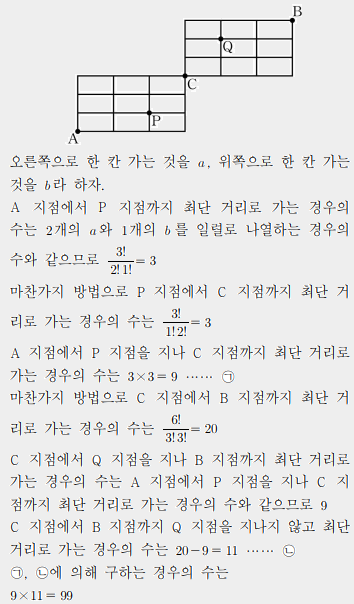 B
Q
C
P
A
오른쪽으로 한 칸 가는 것을 a, 위쪽으로 한 칸 가는
것을 b라 하자.
A 지점에서 P 지점까지 최단 거리로 가는 경우의
수는 2개의 a와 1개의 b를 일렬로 나열하는 경우의
수와 같으므로 3!/(2!1!) = 3
마찬가지 방법으로 P 지점에서 C 지점까지 최단 거
리로 가는 경우의 수는 3!/(1!2!) = 3
A 지점에서 P 지점을 지나 C 지점까지 최단 거리로
가는 경우의 수는 3×3 = 9 …… ㉠
마찬가지 방법으로 C 지점에서 B 지점까지 최단 거
리로 가는 경우의 수는 6!/(3!3!) = 20
C 지점에서 Q 지점을 지나 B 지점까지 최단 거리로
가는 경우의 수는 A 지점에서 P 지점을 지나 C 지
점까지 최단 거리로 가는 경우의 수와 같으므로 9
C 지점에서 B 지점까지 Q 지점을 지나지 않고 최단
거리로 가는 경우의 수는 20-9 = 11 …… ㉡
㉠, ㉡에 의해 구하는 경우의 수는
9×11 = 99